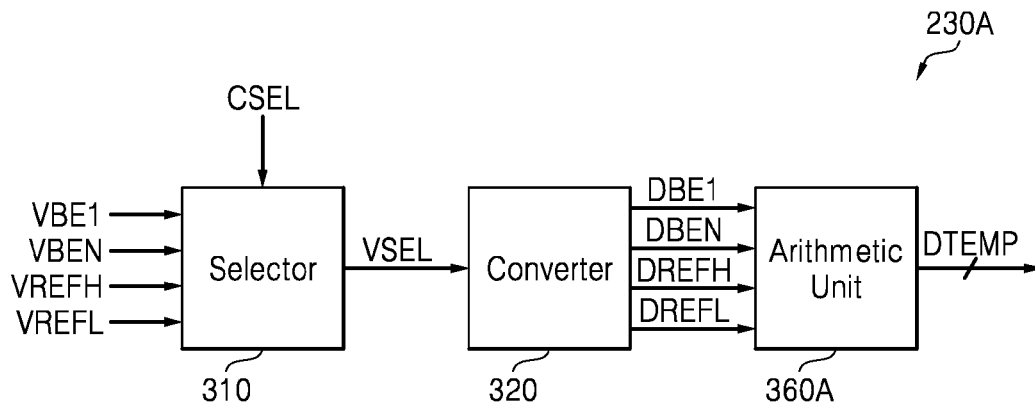 230A
CSEL
VBE1
VBEN
VREFH
VREFL
Selector
310
VSEL
Converter
320
DBE1
DBEN
DREFH
DREFL
Arithmetic
Unit
360A
DTEMP